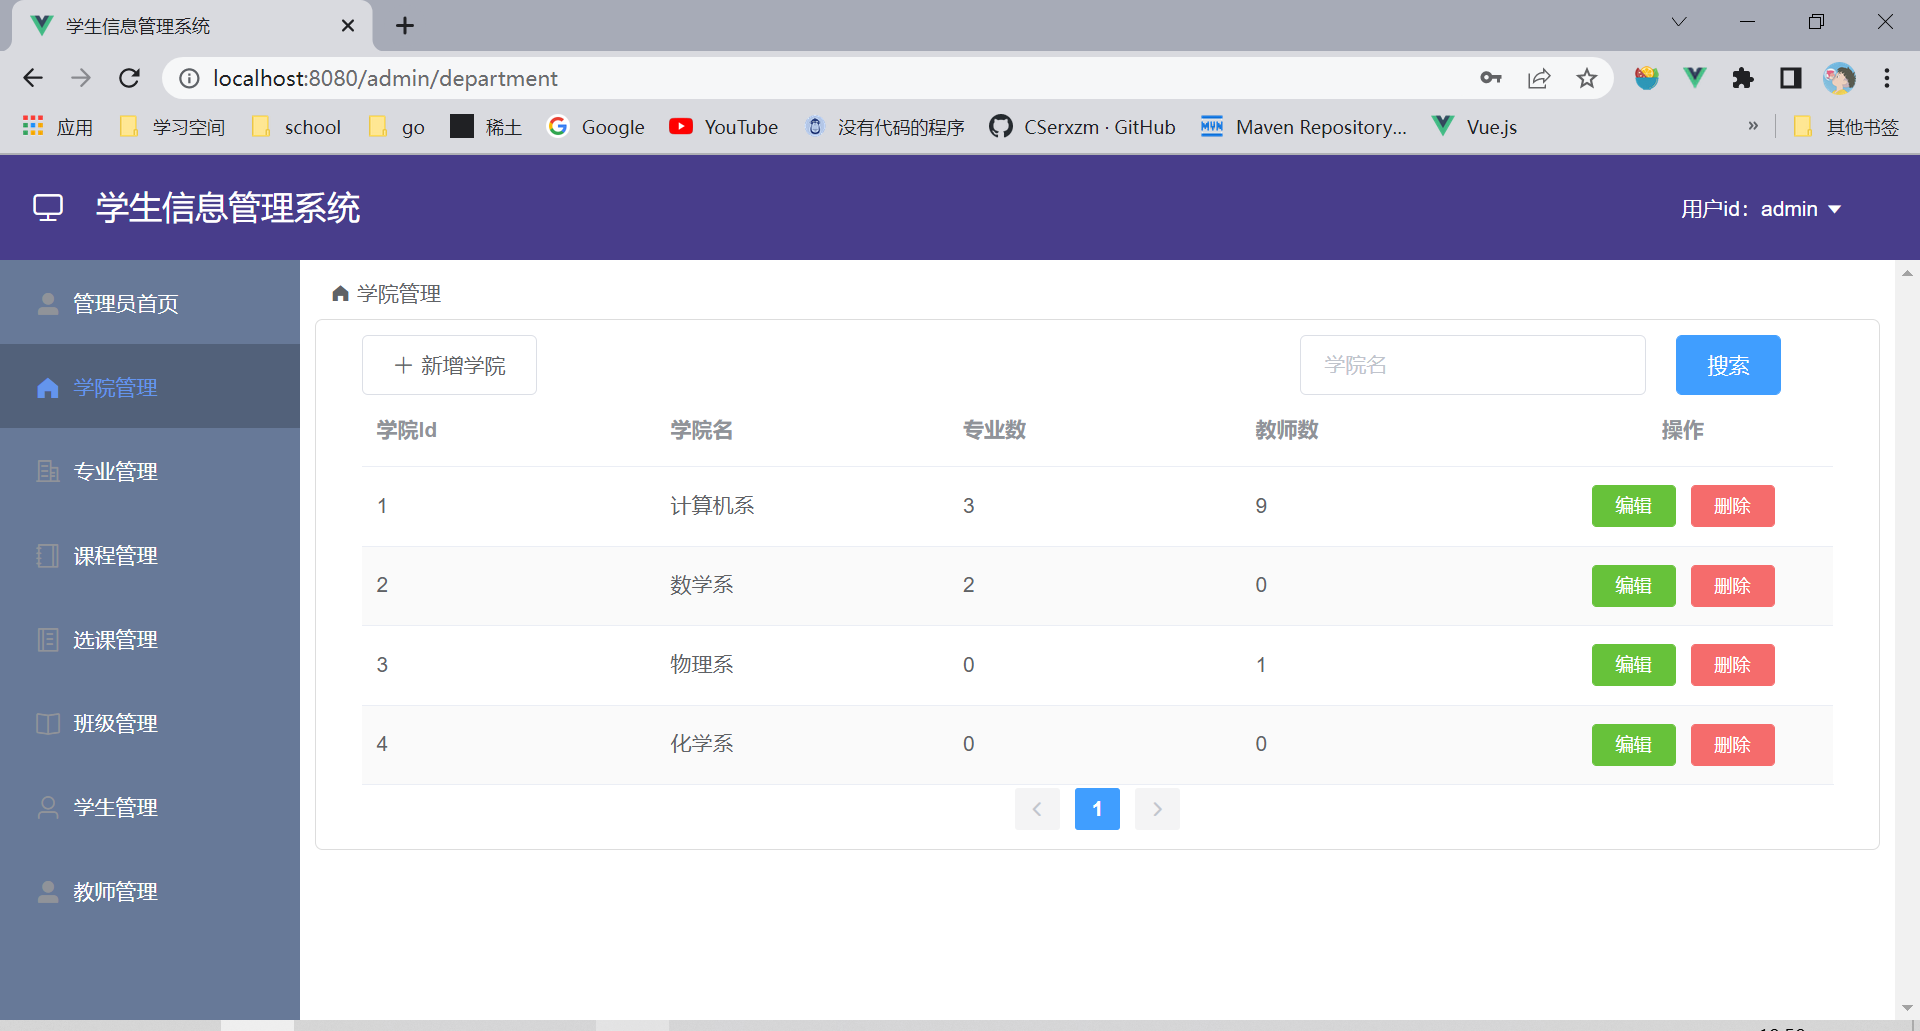 学生信息管理系统
localhost:8080/admin/department
应用 学习空间 school go 稀土 Google YouTube 没有代码的程序 CSerxzm · GitHub Maven Repository... Vue.js » 其他书签
学生信息管理系统 用户id：admin
管理员首页
学院管理
专业管理
课程管理
选课管理
班级管理
学生管理
教师管理
学院管理
新增学院 学院名 搜索
学院Id 学院名 专业数 教师数 操作
1 计算机系 3 9 编辑 删除
2 数学系 2 0 编辑 删除
3 物理系 0 1 编辑 删除
4 化学系 0 0 编辑 删除
1